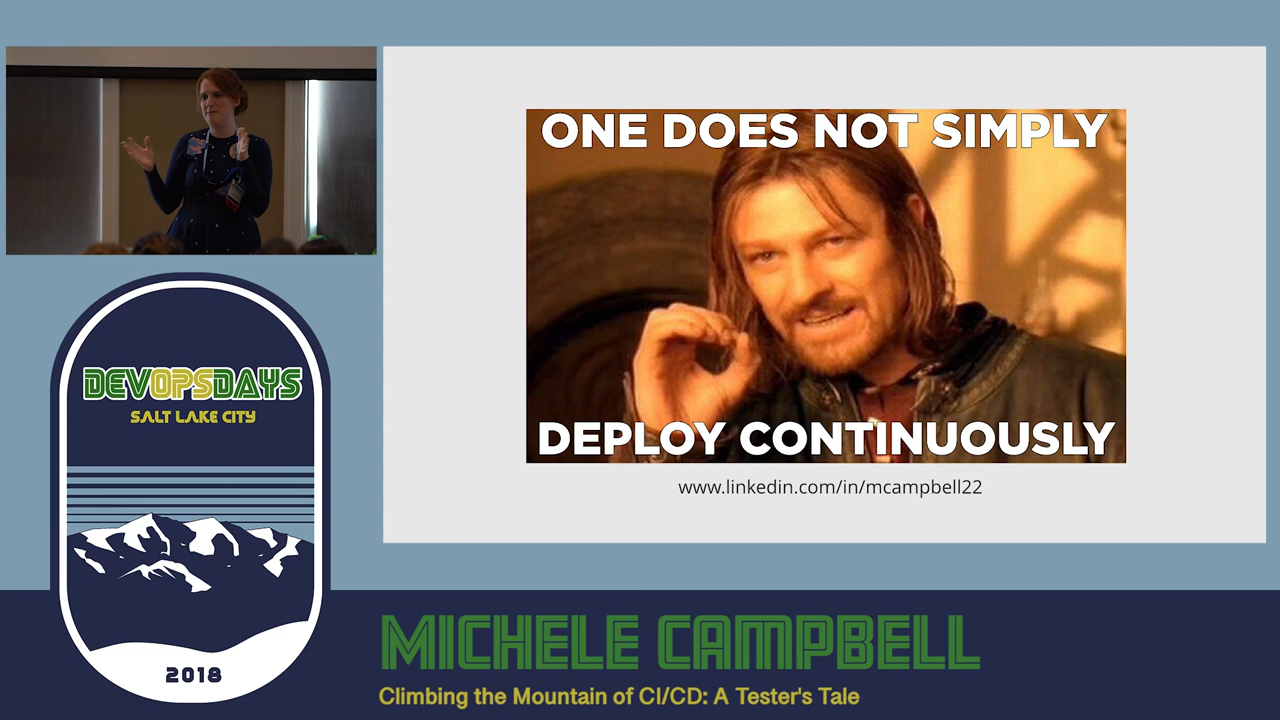 ONE DOES NOT SIMPLY
DEPLOY CONTINUOUSLY
www.linkedin.com/in/mcampbell22
DEVOPSDAYS
SALT LAKE CITY
2018
MICHELE CAMPBELL
Climbing the Mountain of CI/CD: A Tester's Tale